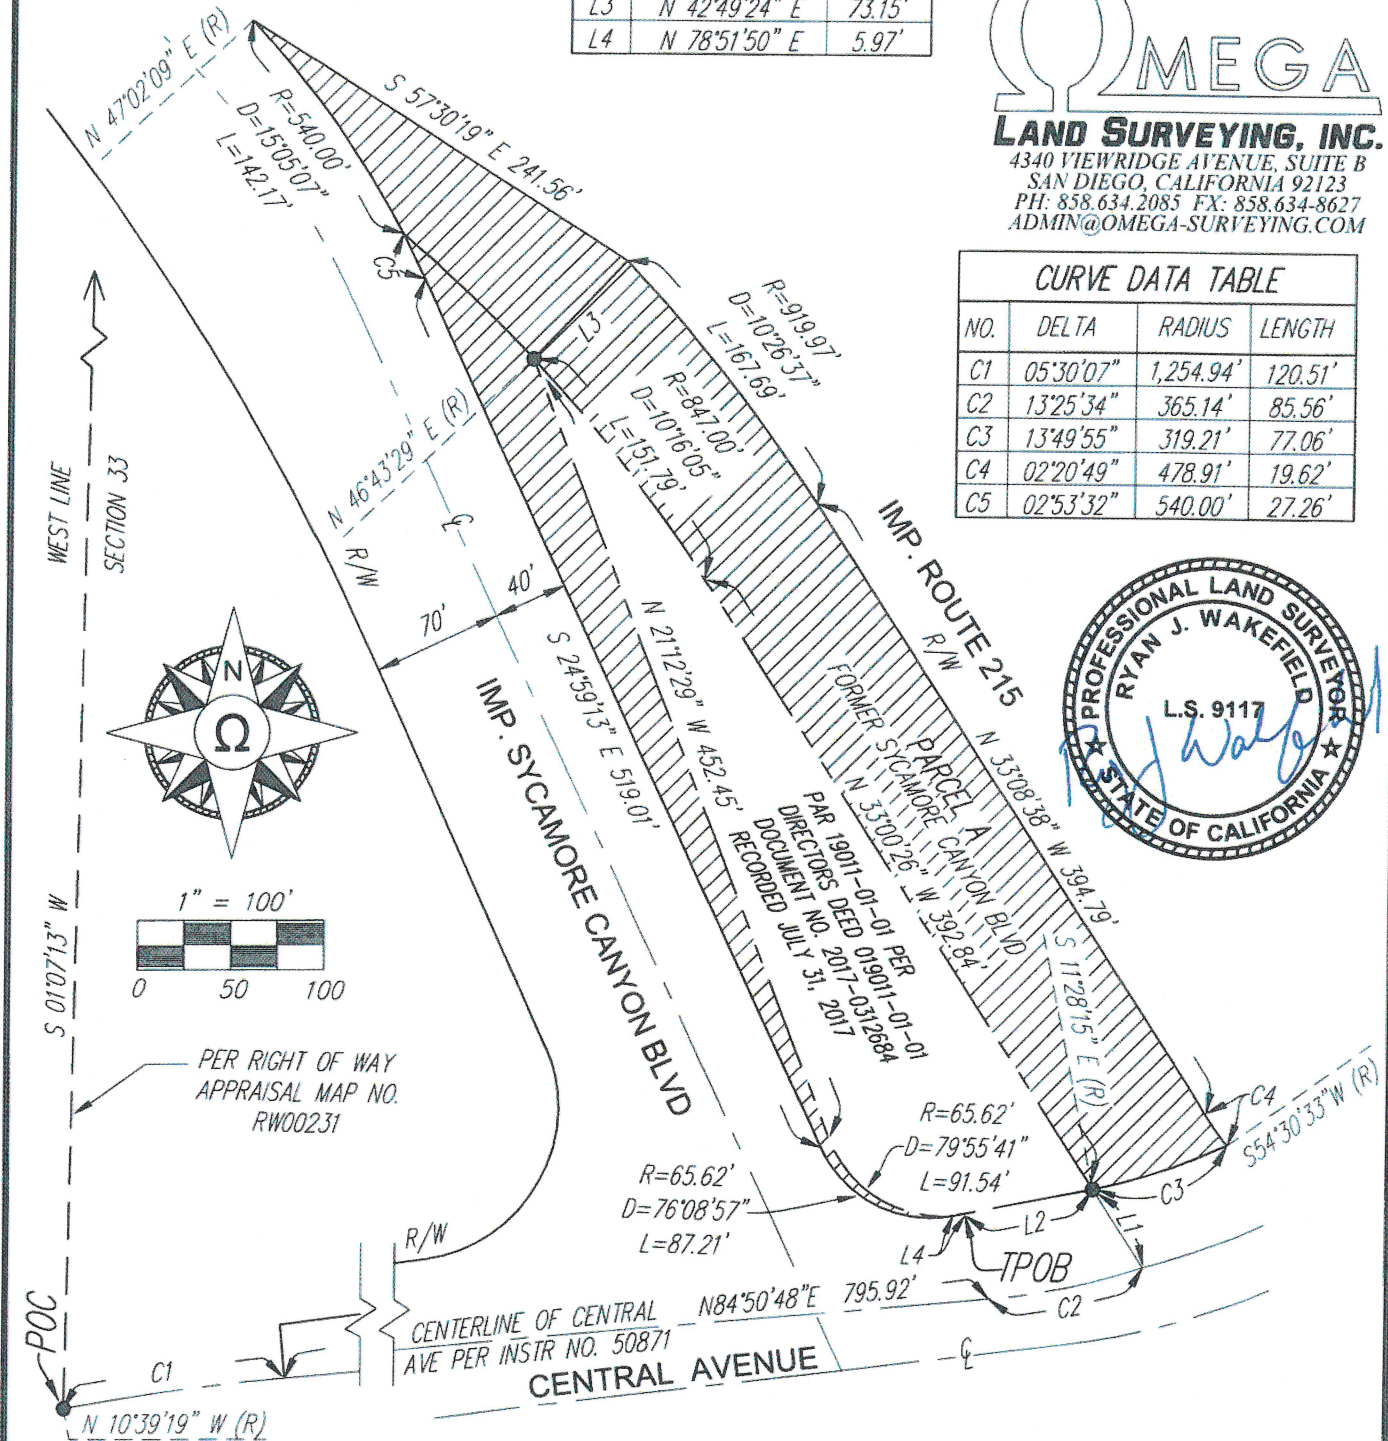 L3 N 42°49'24" E 73.15'
L4 N 78°51'50" E 5.97'
ΩMEGA
LAND SURVEYING, INC.
4340 VIEWRIDGE AVENUE, SUITE B
SAN DIEGO, CALIFORNIA 92123
PH: 858.634.2085 FX: 858.634-8627
ADMIN@OMEGA-SURVEYING.COM
CURVE DATA TABLE
NO. DELTA RADIUS LENGTH
C1 05°30'07" 1,254.94' 120.51'
C2 13°25'34" 365.14' 85.56'
C3 13°49'55" 319.21' 77.06'
C4 02°20'49" 478.91' 19.62'
C5 02°53'32" 540.00' 27.26'
N 47°02'09" E (R)
R=540.00'
D=15°05'07"
L=142.17'
S 57°30'19" E 241.56'
C5
L3
R=919.97'
D=10°26'37"
L=167.69'
R=847.00'
D=10°16'05"
L=151.79'
N 46°43'29" E (R)
WEST LINE
SECTION 33
R/W
℄
70'
40'
IMP. ROUTE 215
R/W
PROFESSIONAL LAND SURVEYOR
RYAN J. WAKEFIELD
L.S. 9117
STATE OF CALIFORNIA
N
Ω
IMP. SYCAMORE CANYON BLVD
S 24°59'13" E 519.01'
N 21°12'29" W 452.45'
PAR 19011-01-01 PER
DIRECTORS DEED 019011-01-01
DOCUMENT NO. 2017-0312684
RECORDED JULY 31, 2017
N 33°00'26" W 392.84'
FORMER SYCAMORE CANYON BLVD
PARCEL A
N 33°08'38" W 394.79'
S 11°28'15" E (R)
1" = 100'
0 50 100
S 01°07'13" W
PER RIGHT OF WAY
APPRAISAL MAP NO.
RW00231
R=65.62'
D=79°55'41"
L=91.54'
R=65.62'
D=76°08'57"
L=87.21'
C4
S54°30'33"W (R)
C3
L1
L2
L4
TPOB
C2
R/W
POC
C1
N 10°39'19" W (R)
CENTERLINE OF CENTRAL
AVE PER INSTR NO. 50871
N84°50'48"E 795.92'
CENTRAL AVENUE
℄